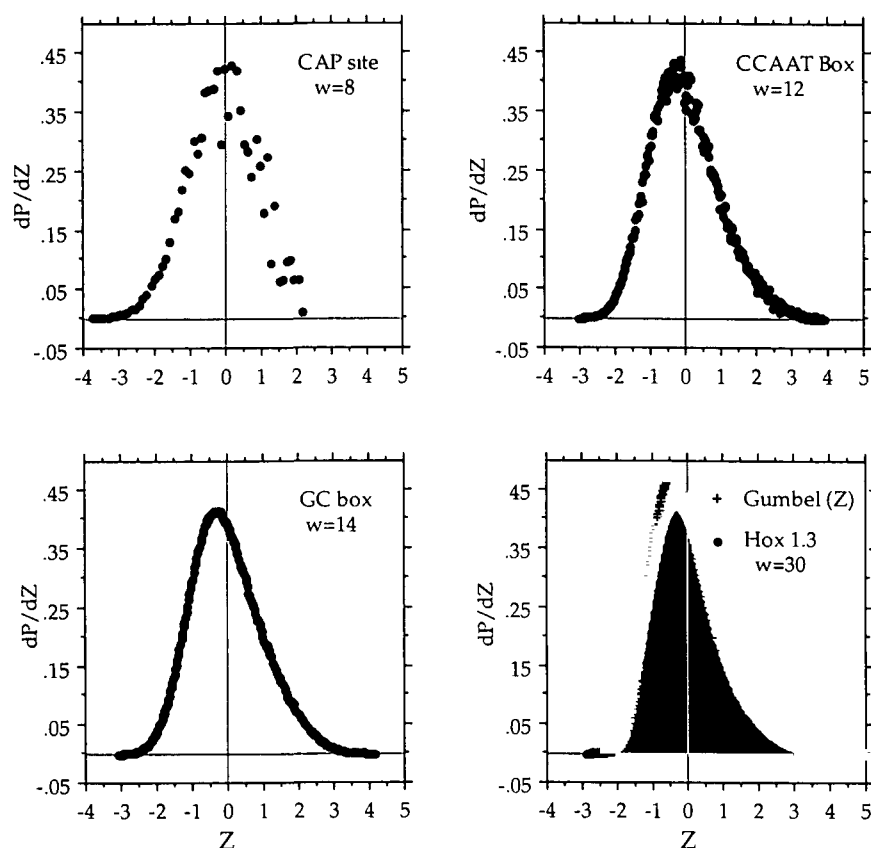 CAP site
w=8
dP/dZ
.45
.35
.25
.15
.05
-.05
-4 -3 -2 -1 0 1 2 3 4 5
Z
CCAAT Box
w=12
dP/dZ
.45
.35
.25
.15
.05
-.05
-4 -3 -2 -1 0 1 2 3 4 5
Z
GC box
w=14
dP/dZ
.45
.35
.25
.15
.05
-.05
-4 -3 -2 -1 0 1 2 3 4 5
Z
+ Gumbel (Z)
● Hox 1.3
w=30
dP/dZ
.45
.35
.25
.15
.05
-.05
-4 -3 -2 -1 0 1 2 3 4 5
Z